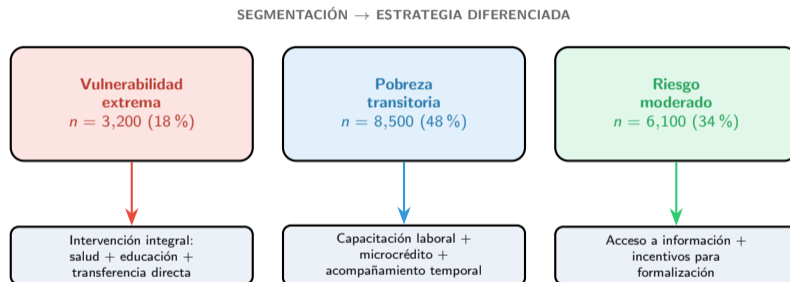 SEGMENTACIÓN → ESTRATEGIA DIFERENCIADA
Vulnerabilidad
extrema
n = 3,200 (18 %)
Pobreza
transitoria
n = 8,500 (48 %)
Riesgo
moderado
n = 6,100 (34 %)
Intervención integral:
salud + educación +
transferencia directa
Capacitación laboral +
microcrédito +
acompañamiento temporal
Acceso a información +
incentivos para
formalización